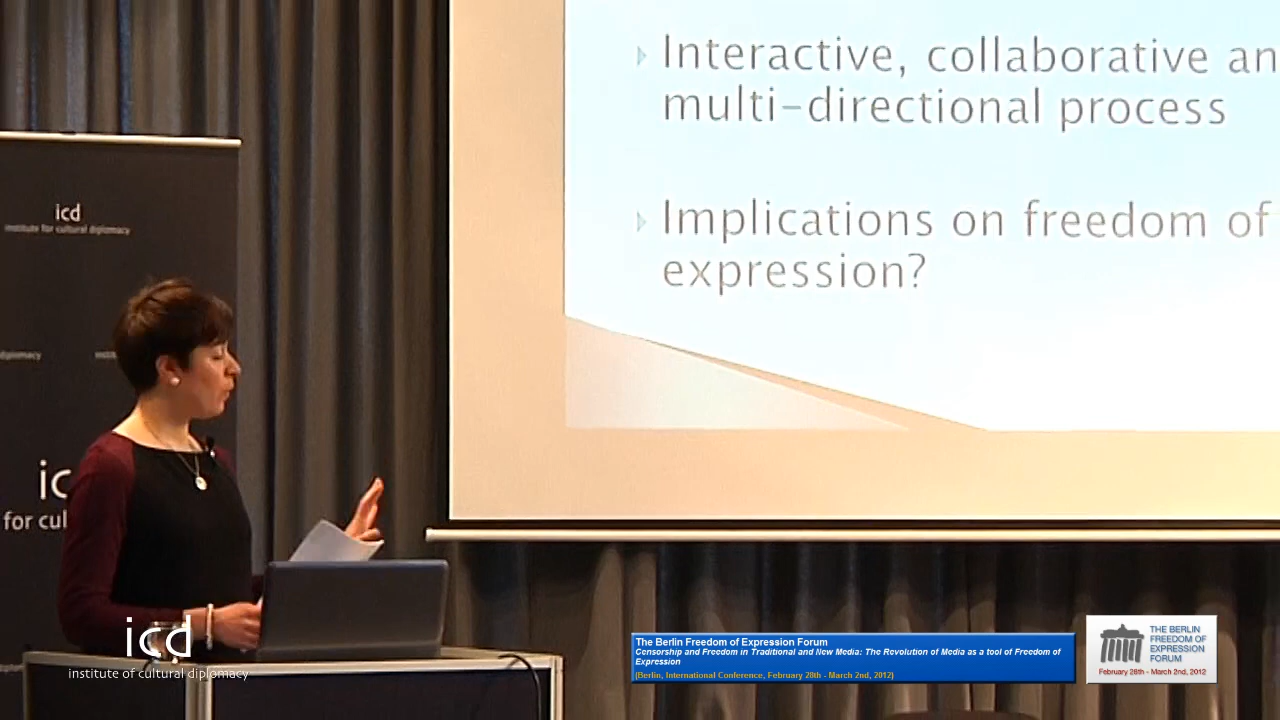 Interactive, collaborative an
multi-directional process
Implications on freedom of
expression?
icd
institute for cultural diplomacy
diplomacy
ic
for cul
icd
institute of cultural diplomacy
The Berlin Freedom of Expression Forum
Censorship and Freedom in Traditional and New Media: The Revolution of Media as a tool of Freedom of
Expression
(Berlin, International Conference, February 28th - March 2nd, 2012)
THE BERLIN
FREEDOM OF
EXPRESSION
FORUM
February 28th - March 2nd, 2012